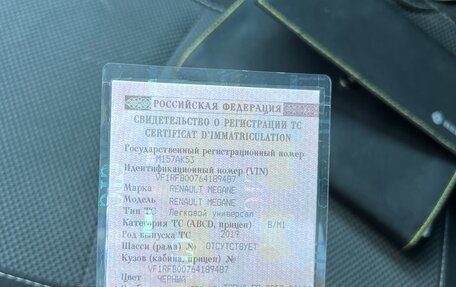 РОССИЙСКАЯ ФЕДЕРАЦИЯ
СВИДЕТЕЛЬСТВО О РЕГИСТРАЦИИ ТС
CERTIFICAT D'IMMATRICULATION
Государственный регистрационный номер
М157АК53
Идентификационный номер (VIN)
VF1RFB00764189487
Марка RENAULT MEGANE
Модель RENAULT MEGANE
Тип ТС Легковой универсал
Категория ТС (ABCD, прицеп) B/M1
Год выпуска ТС 2019
Шасси (рама) № ОТСУТСТВУЕТ
Кузов (кабина, прицеп) №
VF1RFB00764189487
Цвет ЧЕРНЫЙ